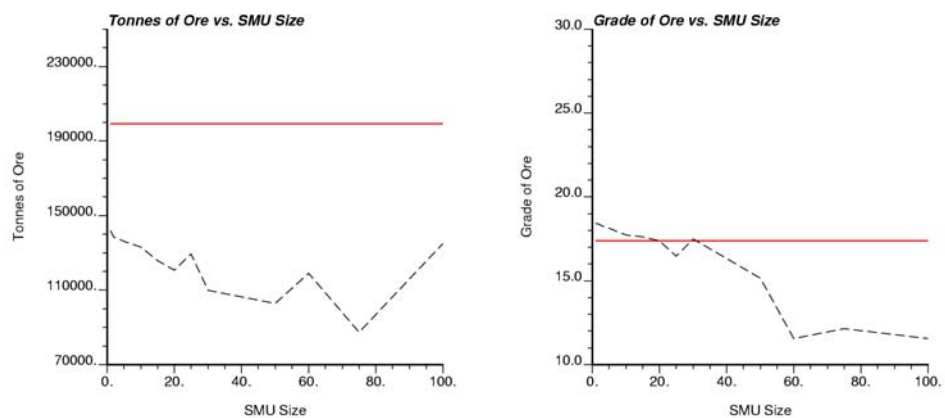 Tonnes of Ore vs. SMU Size
230000.
190000.
150000.
110000.
70000.
Tonnes of Ore
0. 20. 40. 60. 80. 100.
SMU Size
Grade of Ore vs. SMU Size
30.0
25.0
20.0
15.0
10.0
Grade of Ore
0. 20. 40. 60. 80. 100.
SMU Size